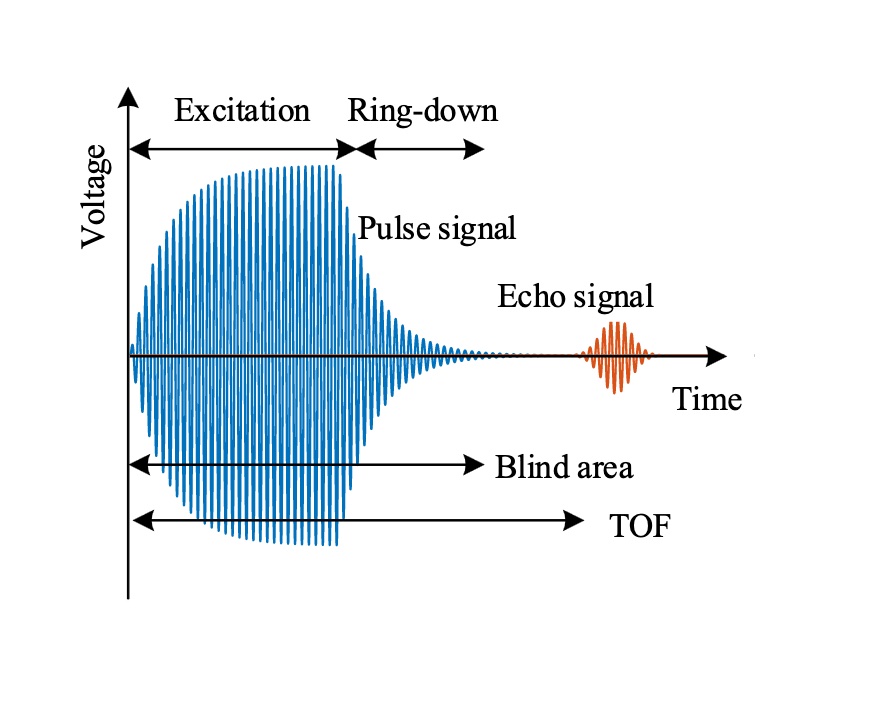 Excitation
Ring-down
Voltage
Pulse signal
Echo signal
Time
Blind area
TOF